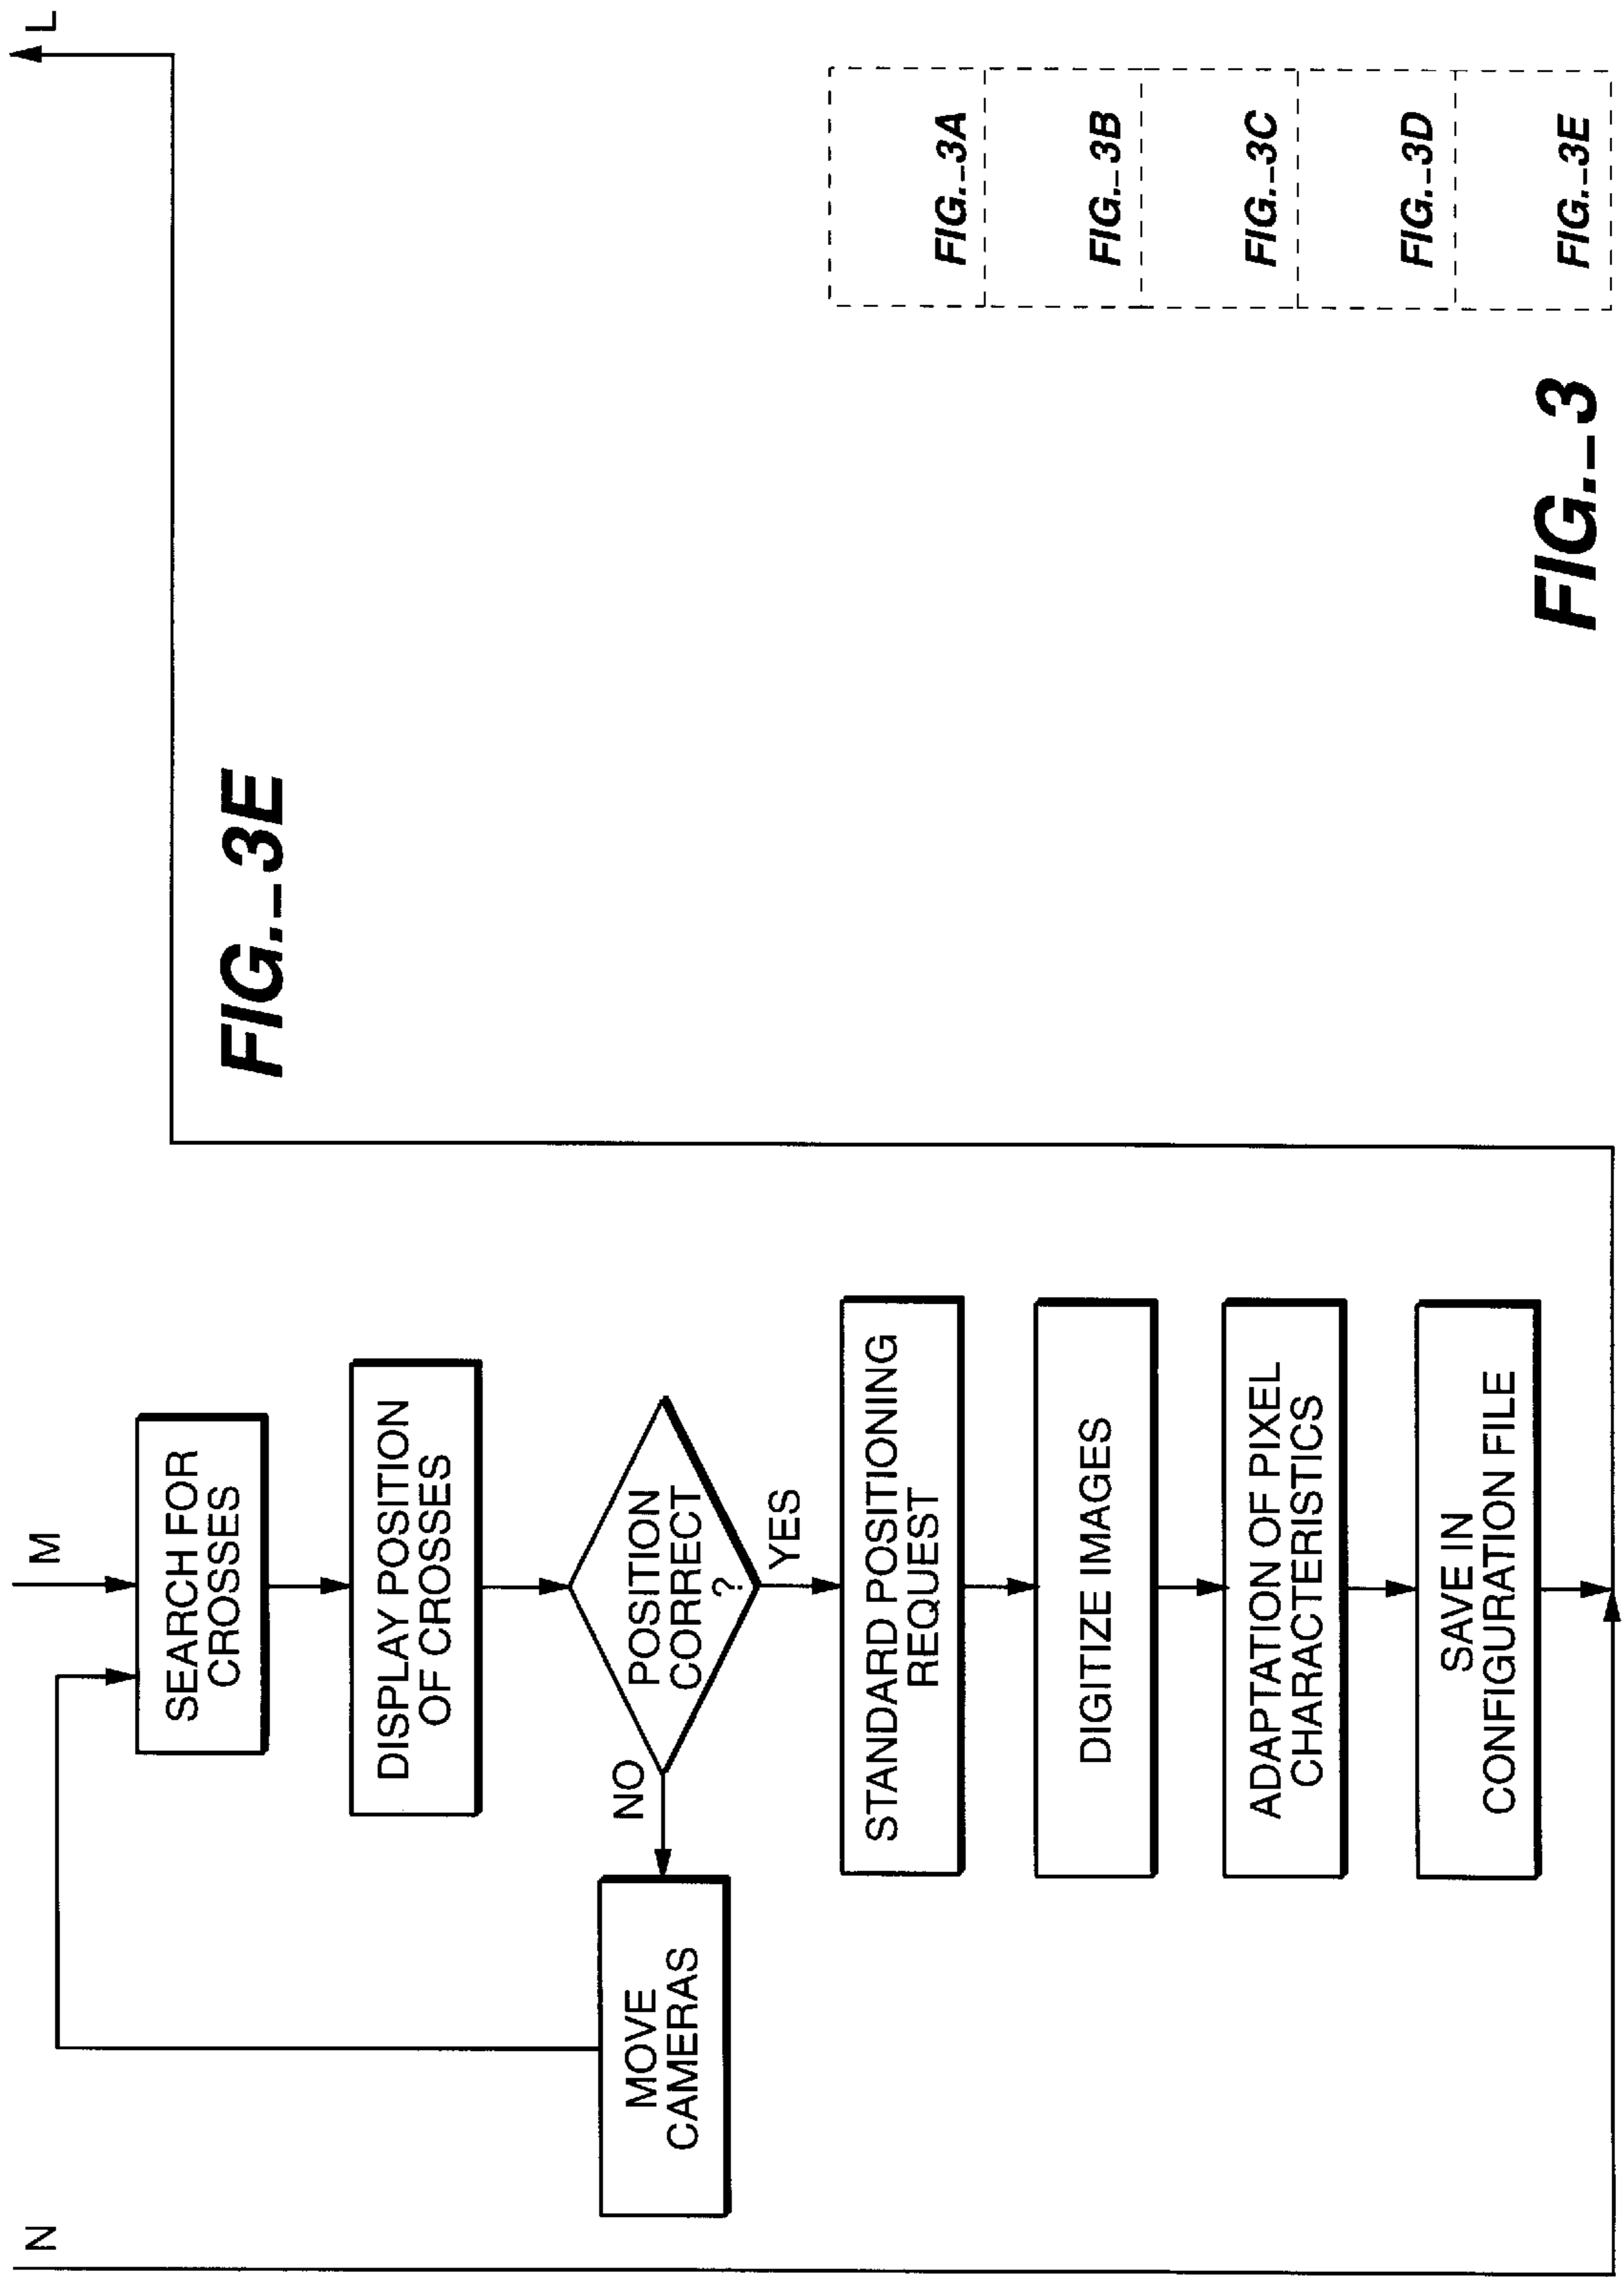 N
M
L
SEARCH FOR
CROSSES
DISPLAY POSITION
OF CROSSES
POSITION
CORRECT
?
NO
YES
MOVE
CAMERAS
STANDARD POSITIONING
REQUEST
DIGITIZE IMAGES
ADAPTATION OF PIXEL
CHARACTERISTICS
SAVE IN
CONFIGURATION FILE
FIG._3E
FIG._3A
FIG._3B
FIG._3C
FIG._3D
FIG._3E
FIG._3